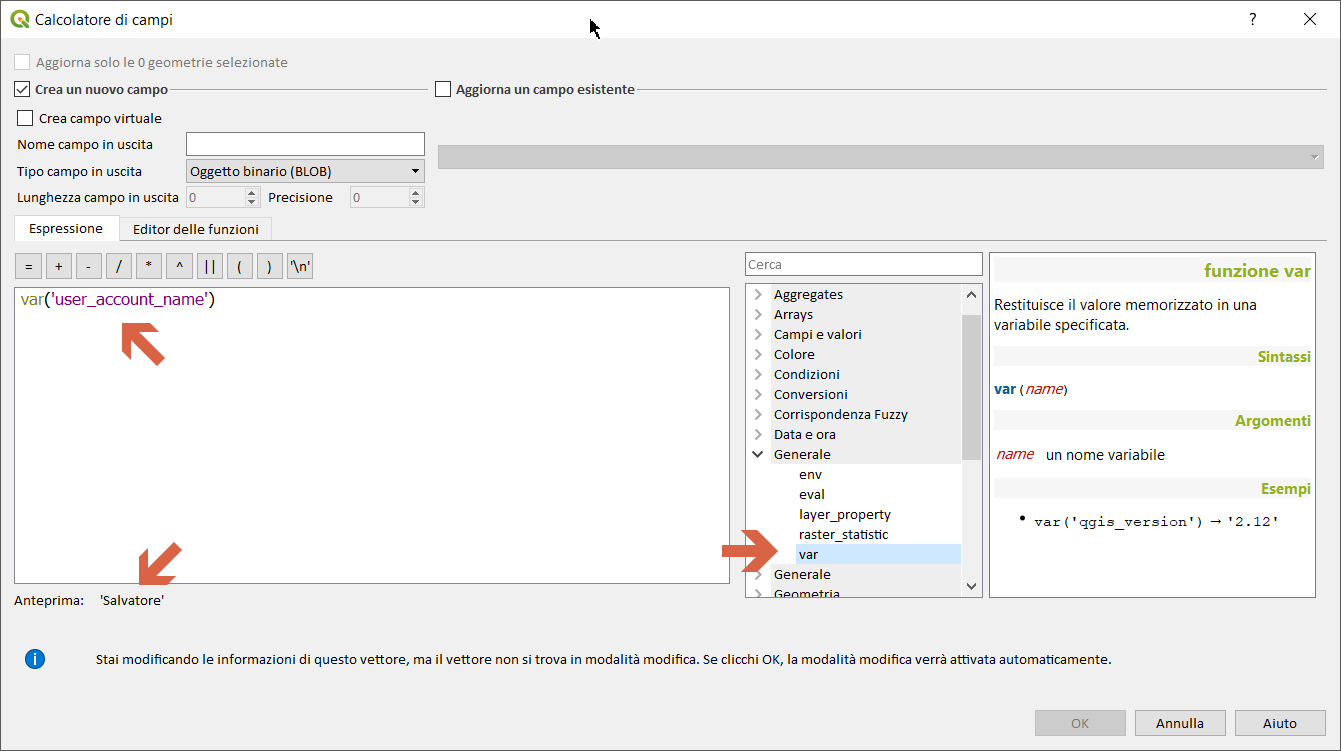 Calcolatore di campi
?
Aggiorna solo le 0 geometrie selezionate
Crea un nuovo campo
Aggiorna un campo esistente
Crea campo virtuale
Nome campo in uscita
Tipo campo in uscita Oggetto binario (BLOB)
Lunghezza campo in uscita 0 Precisione 0
Espressione Editor delle funzioni
= + - / * ^ || ( ) '\n'
var('user_account_name')
Anteprima: 'Salvatore'
Cerca
Aggregates
Arrays
Campi e valori
Colore
Condizioni
Conversioni
Corrispondenza Fuzzy
Data e ora
Generale
env
eval
layer_property
raster_statistic
var
Generale
Geometria
funzione var
Restituisce il valore memorizzato in una
variabile specificata.
Sintassi
var (name)
Argomenti
name un nome variabile
Esempi
• var('qgis_version') → '2.12'
Stai modificando le informazioni di questo vettore, ma il vettore non si trova in modalità modifica. Se clicchi OK, la modalità modifica verrà attivata automaticamente.
OK Annulla Aiuto